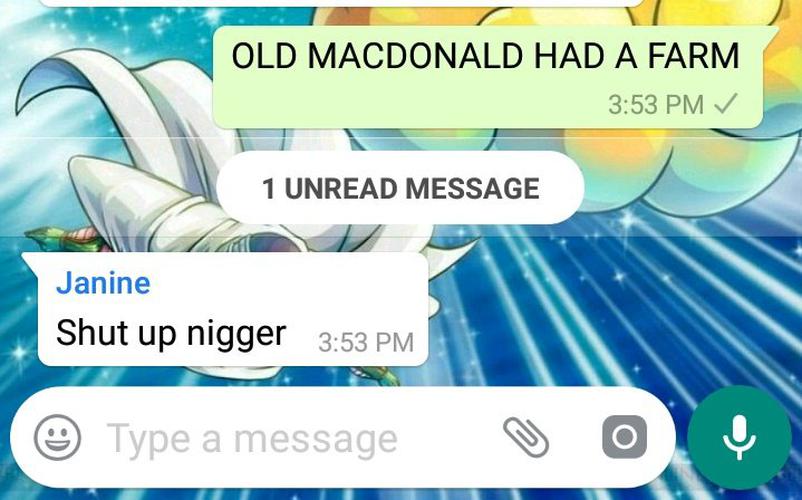 OLD MACDONALD HAD A FARM
3:53 PM
1 UNREAD MESSAGE
Janine
Shut up nigger 3:53 PM
Type a message